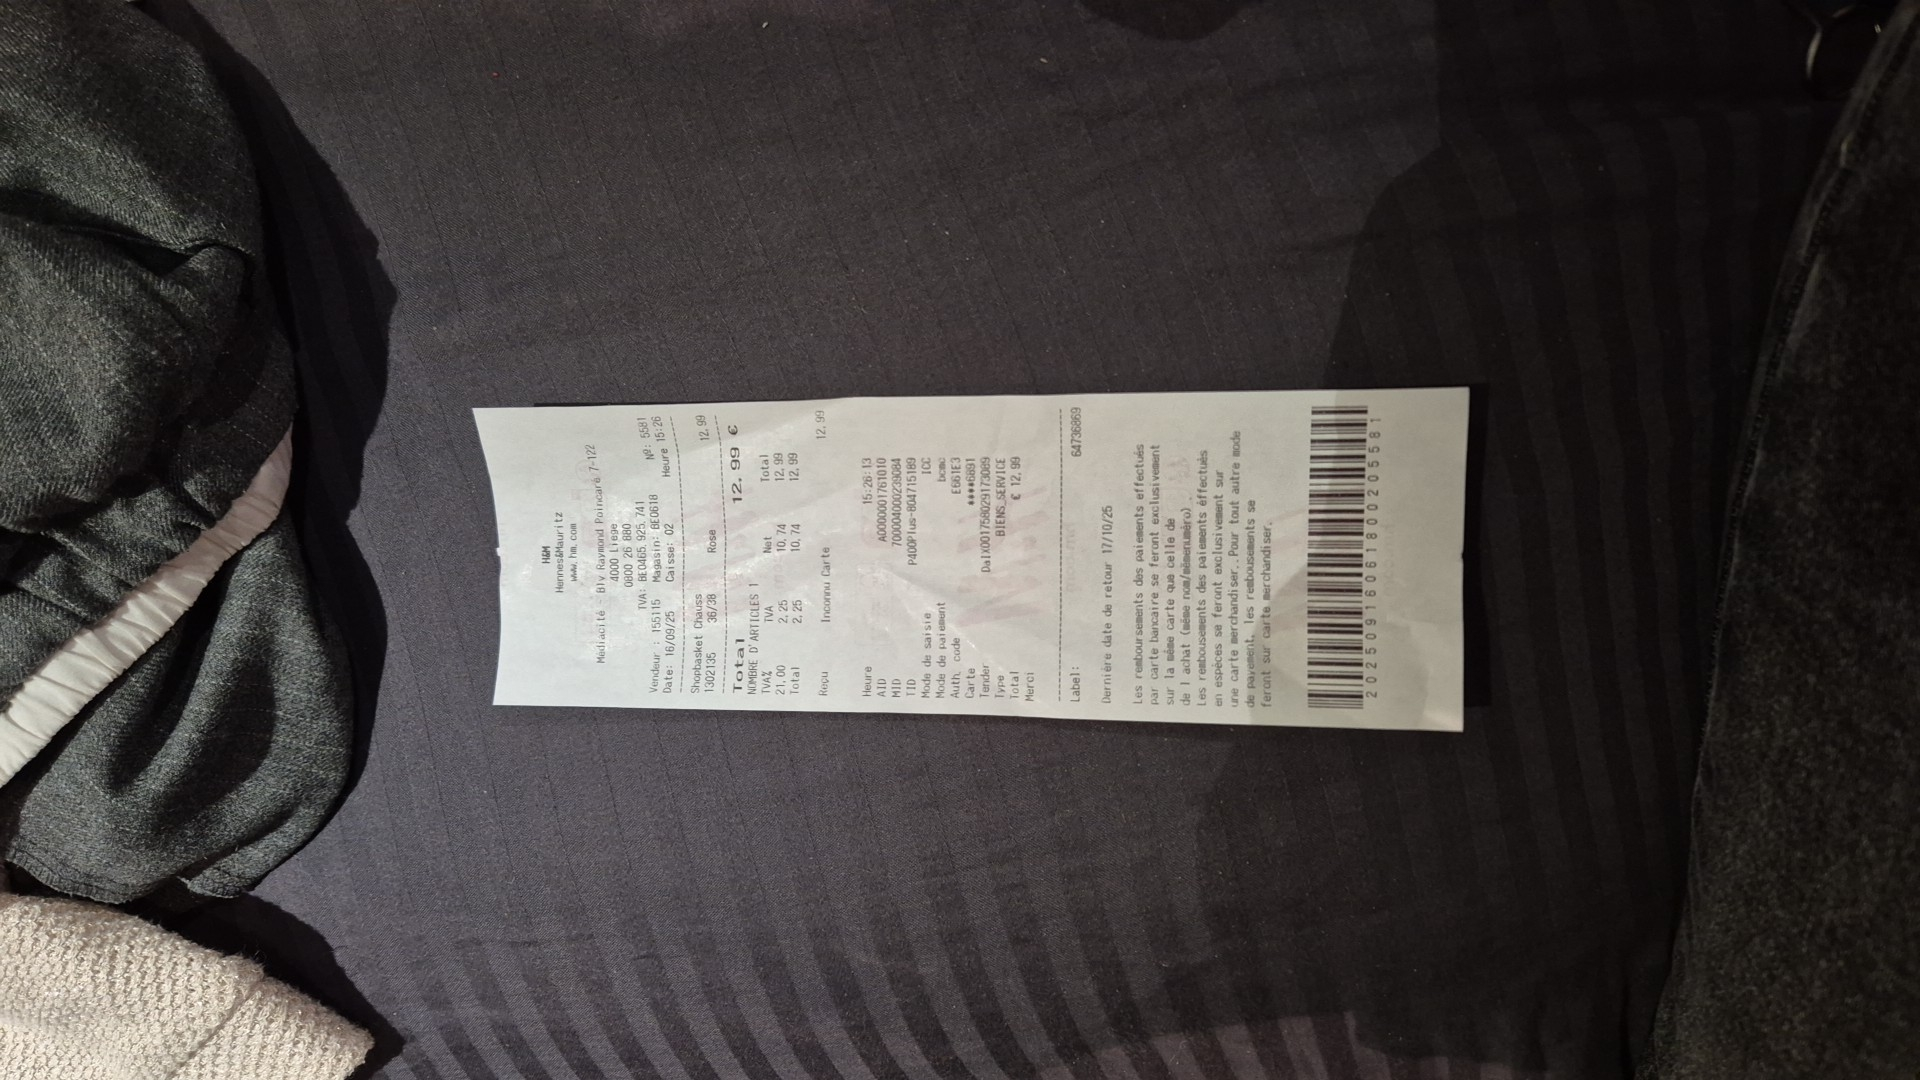 H&M
Hennes&Mauritz
www.hm.com
Médiacité - Blv Raymond Poincaré 7-122
4000 Liege
0800 26 880
TVA: BE0465.925.741
Vendeur : 155115 Magasin: BE0618 Nº: 5581
Date: 16/09/25 Caisse: 02 Heure 15:26
Shopbasket Chauss 12,99
1302135 36/38 Rose
Total 12.99 €
NOMBRE D'ARTICLES 1
TVA% TVA Net Total
21,00 2,25 10,74 12,99
Total 2,25 10,74 12,99
Reçu Inconnu Carte 12,99
Heure 15:26:13
AID A0000001761010
MID 70000400023S084
TID P400Plus-804715189
Mode de saisie ICC
Mode de paiement bcmc
Auth. code E661E3
Carte ****6891
Tender DalX001758029173089
Type BIENS_SERVICE
Total € 12,99
Merci
Label: 64736869
Dernière date de retour 17/10/25
Les remboursements des paiements effectués
par carte bancaire se feront exclusivement
sur la même carte que celle de
de l achat (même nom/mêmenuméro)..
Les rembousements des paiements éffectués
en espèces se feront exclusivement sur
une carte merchandiser..Pour tout autre mode
de payement, les rembousements se
feront sur carte merchandiser.
2025091606180020 5581